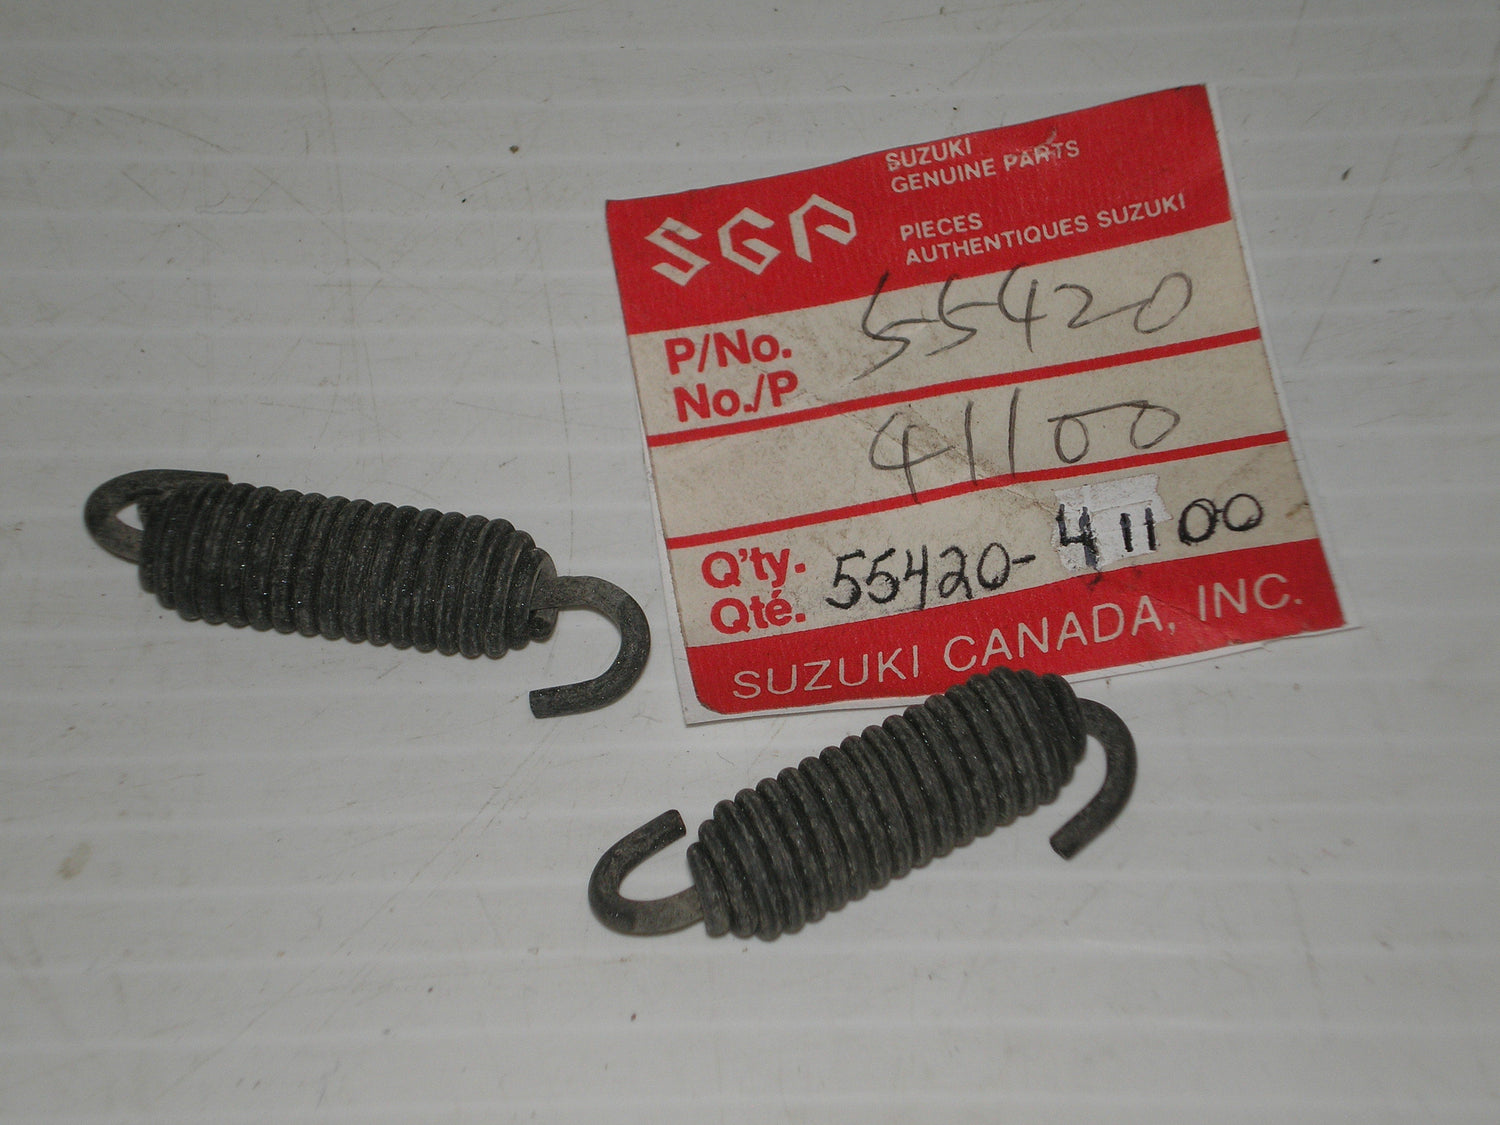 SGP
SUZUKI
GENUINE PARTS
PIECES
AUTHENTIQUES SUZUKI
P/No. 55420
No./P
41100
Q'ty. 55420-41100
Qté.
SUZUKI CANADA, INC.